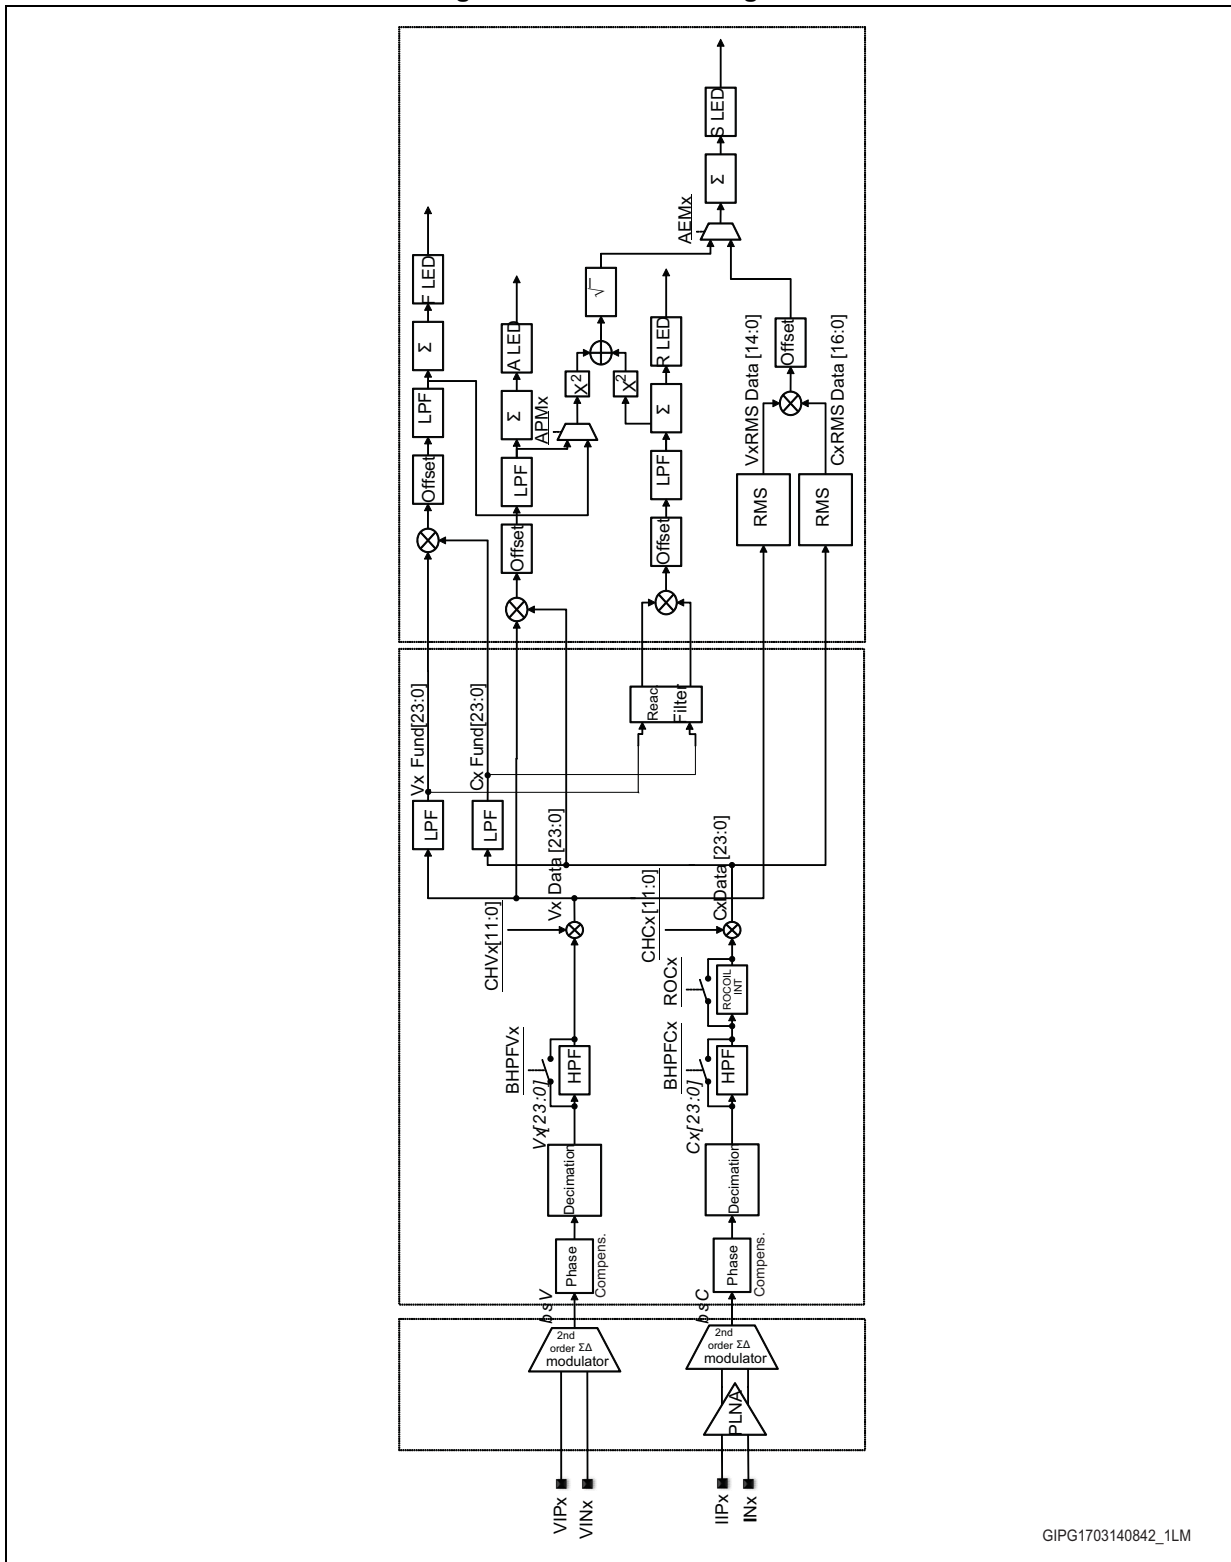 S LED
Σ
AEMx
F LED
Σ
LPF
Offset
A LED
Σ
APMx
LPF
Offset
√
X2
X2
R LED
Σ
LPF
Offset
VxRMS Data [14:0]
CxRMS Data [16:0]
Offset
RMS
RMS
Reac.
Filter
Vx Fund[23:0]
Cx Fund[23:0]
LPF
LPF
Vx Data [23:0]
CxData [23:0]
CHVx[11:0]
CHCx[11:0]
ROCx
ROCOIL
INT
BHPFVx
HPF
Vx[23:0]
BHPFCx
HPF
Cx[23:0]
Decimation
Decimation
Phase
Compens.
Phase
Compens.
bsV
bsC
2nd
order ΣΔ
modulator
2nd
order ΣΔ
modulator
PLNA
VIPx
VINx
IIPx
INx
GIPG1703140842_1LM